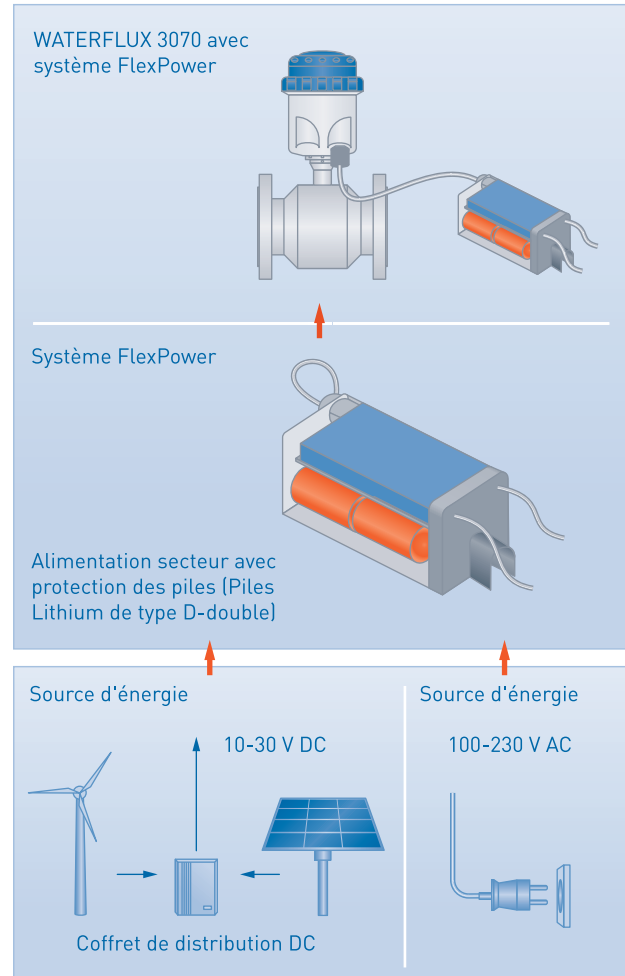 WATERFLUX 3070 avec
système FlexPower
Système FlexPower
Alimentation secteur avec
protection des piles (Piles
Lithium de type D-double)
Source d'énergie
10-30 V DC
Coffret de distribution DC
Source d'énergie
100-230 V AC